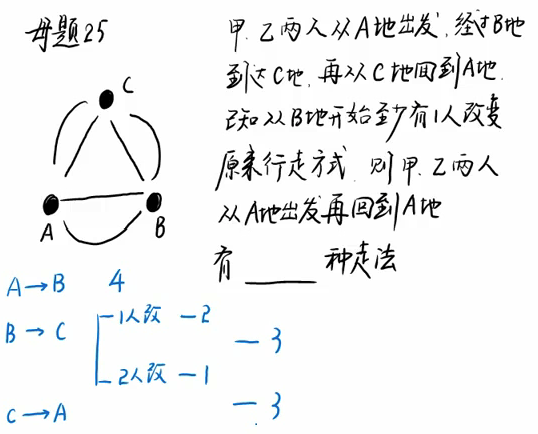 母题25
甲.乙两人从A地出发,经过B地
到达C地,再从C地回到A地.
已知从B地开始至少有1人改变
原来行走方式.则甲.乙两人
从A地出发再回到A地
有 ______ 种走法
C
A
B
A→B 4
B→C
1人改 — 2
— 3
2人改 — 1
C→A — 3